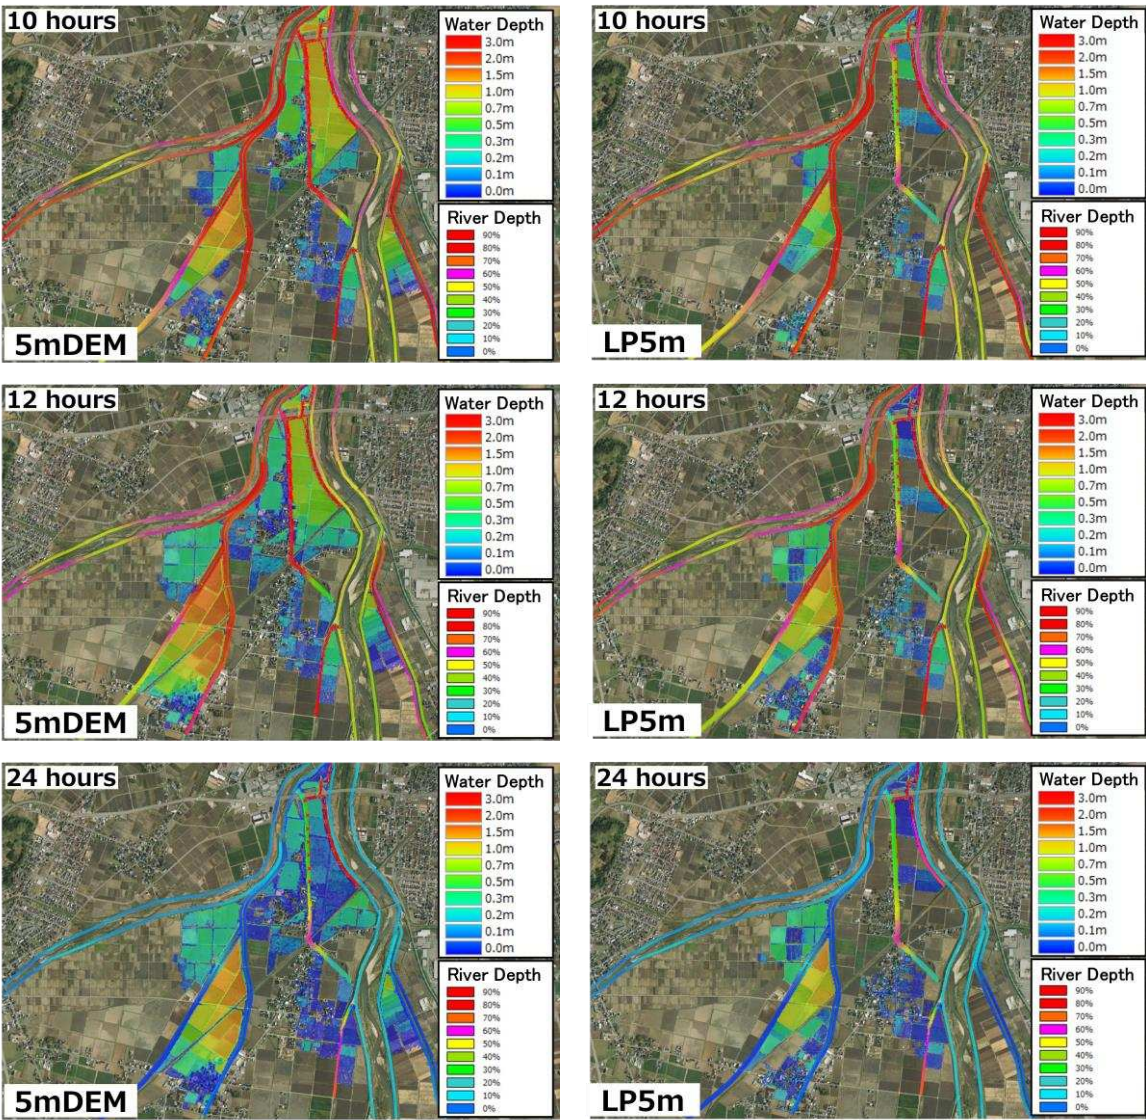 10 hours
Water Depth
3.0m
2.0m
1.5m
1.0m
0.7m
0.5m
0.3m
0.2m
0.1m
0.0m
River Depth
90%
80%
70%
60%
50%
40%
30%
20%
10%
0%
5mDEM
10 hours
Water Depth
3.0m
2.0m
1.5m
1.0m
0.7m
0.5m
0.3m
0.2m
0.1m
0.0m
River Depth
90%
80%
70%
60%
50%
40%
30%
20%
10%
0%
LP5m
12 hours
Water Depth
3.0m
2.0m
1.5m
1.0m
0.7m
0.5m
0.3m
0.2m
0.1m
0.0m
River Depth
90%
80%
70%
60%
50%
40%
30%
20%
10%
0%
5mDEM
12 hours
Water Depth
3.0m
2.0m
1.5m
1.0m
0.7m
0.5m
0.3m
0.2m
0.1m
0.0m
River Depth
90%
80%
70%
60%
50%
40%
30%
20%
10%
0%
LP5m
24 hours
Water Depth
3.0m
2.0m
1.5m
1.0m
0.7m
0.5m
0.3m
0.2m
0.1m
0.0m
River Depth
90%
80%
70%
60%
50%
40%
30%
20%
10%
0%
5mDEM
24 hours
Water Depth
3.0m
2.0m
1.5m
1.0m
0.7m
0.5m
0.3m
0.2m
0.1m
0.0m
River Depth
90%
80%
70%
60%
50%
40%
30%
20%
10%
0%
LP5m